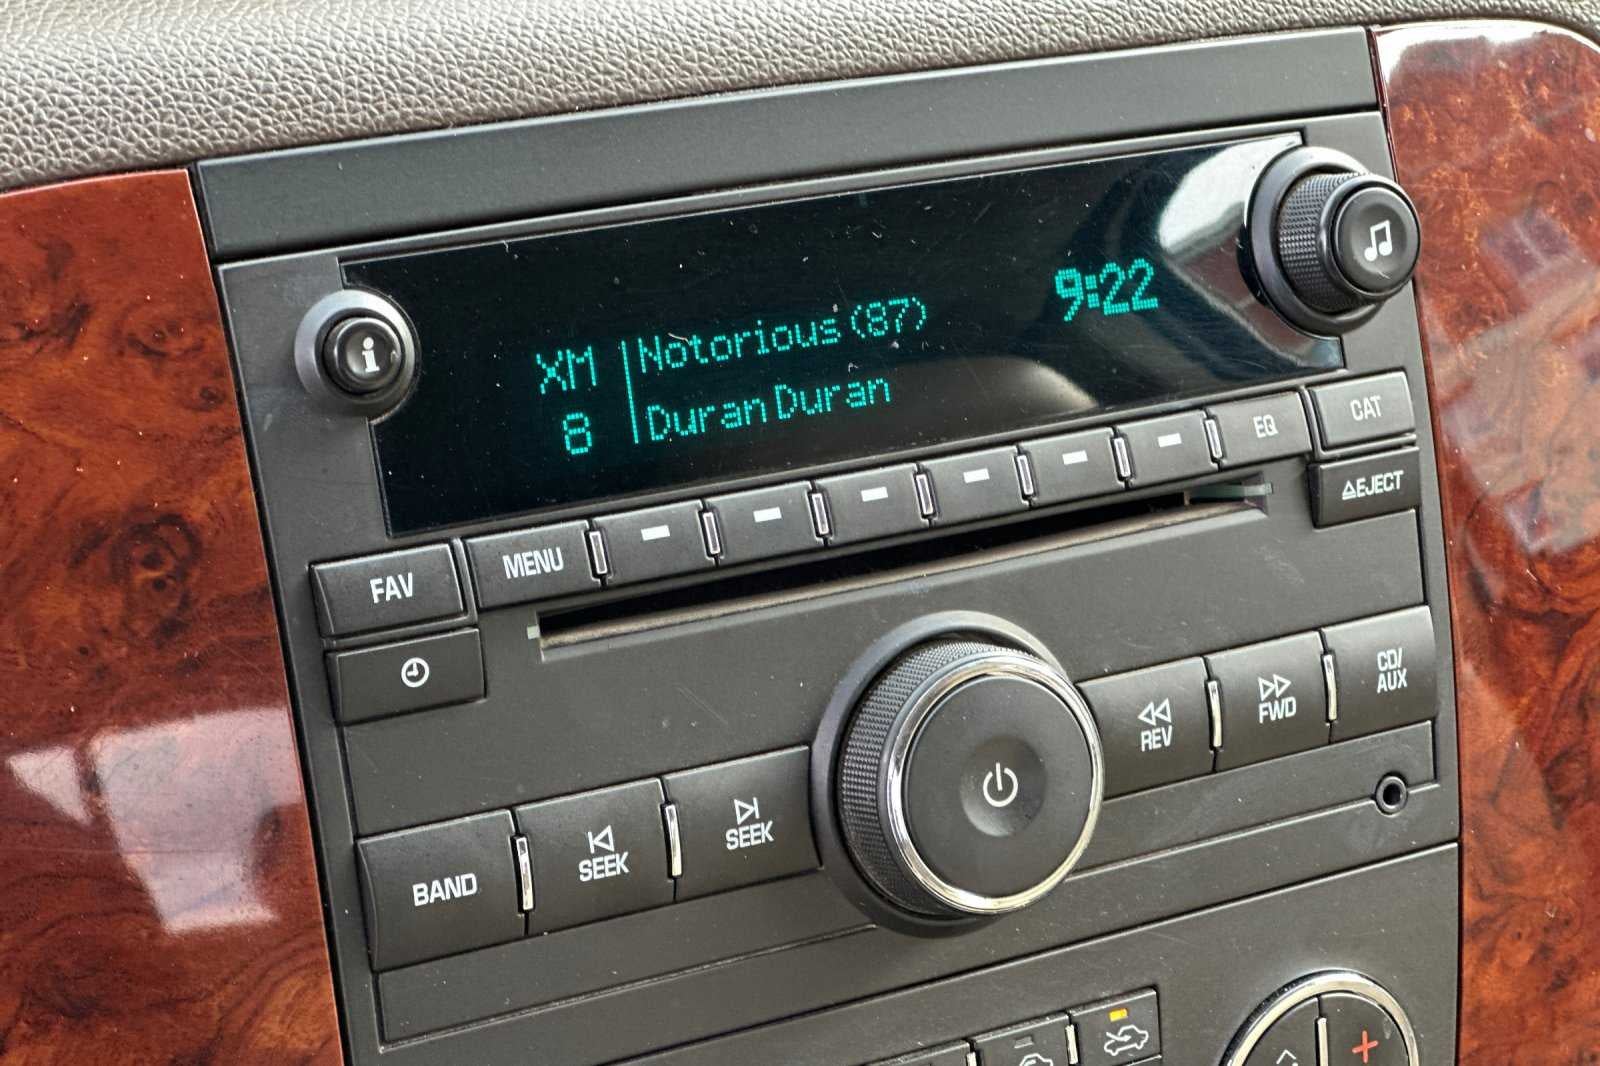 i
XM
8
Notorious (87)
Duran Duran
9:22
FAV
MENU
EQ
CAT
EJECT
BAND
SEEK
SEEK
REV
FWD
CD/
AUX
+